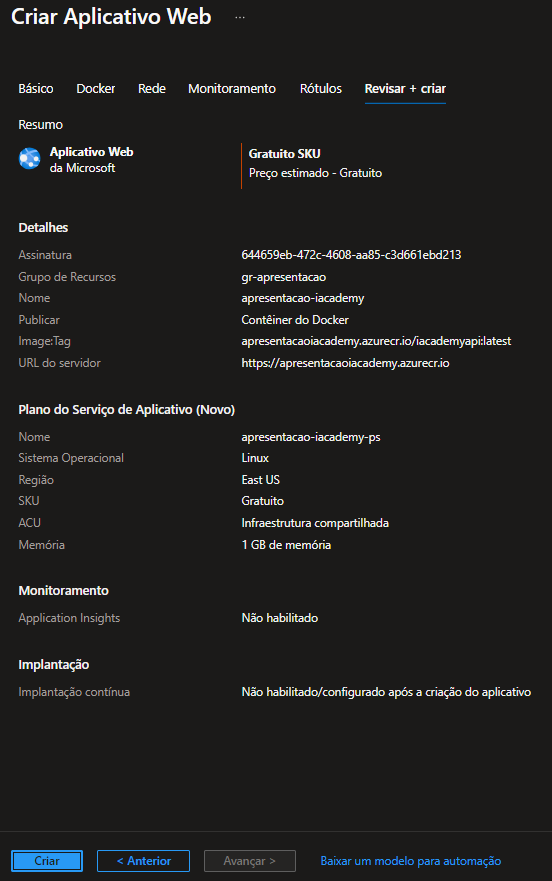 Criar Aplicativo Web ...
Básico Docker Rede Monitoramento Rótulos Revisar + criar
Resumo
Aplicativo Web
da Microsoft
Gratuito SKU
Preço estimado - Gratuito
Detalhes
Assinatura 644659eb-472c-4608-aa85-c3d661ebd213
Grupo de Recursos gr-apresentacao
Nome apresentacao-iacademy
Publicar Contêiner do Docker
Image:Tag apresentacaoiacademy.azurecr.io/iacademyapi:latest
URL do servidor https://apresentacaoiacademy.azurecr.io
Plano do Serviço de Aplicativo (Novo)
Nome apresentacao-iacademy-ps
Sistema Operacional Linux
Região East US
SKU Gratuito
ACU Infraestrutura compartilhada
Memória 1 GB de memória
Monitoramento
Application Insights Não habilitado
Implantação
Implantação contínua Não habilitado/configurado após a criação do aplicativo
Criar < Anterior Avançar > Baixar um modelo para automação